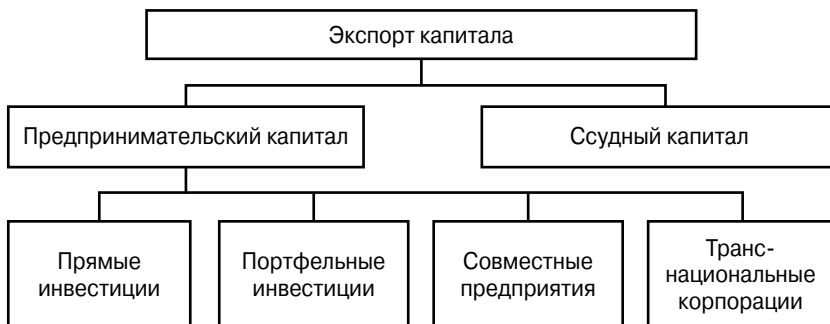 Экспорт капитала
Предпринимательский капитал
Ссудный капитал
Прямые
инвестиции
Портфельные
инвестиции
Совместные
предприятия
Транс-
национальные
корпорации